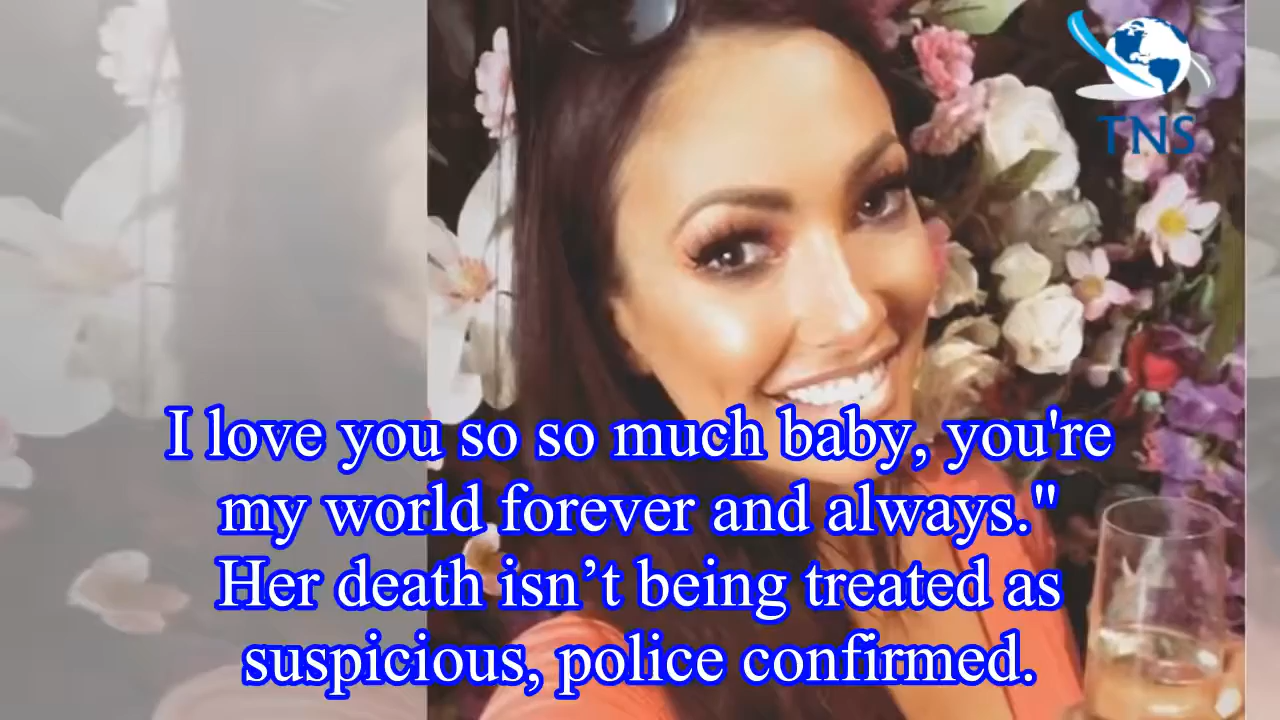 TNS
I love you so so much baby, you're
my world forever and always."
Her death isn’t being treated as
suspicious, police confirmed.